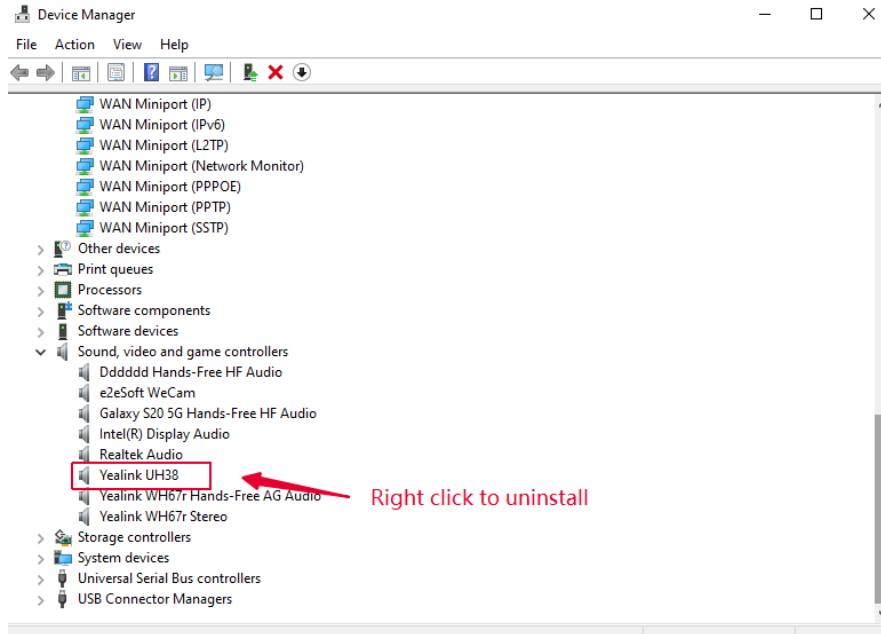 Device Manager
File Action View Help
WAN Miniport (IP)
WAN Miniport (IPv6)
WAN Miniport (L2TP)
WAN Miniport (Network Monitor)
WAN Miniport (PPPOE)
WAN Miniport (PPTP)
WAN Miniport (SSTP)
Other devices
Print queues
Processors
Software components
Software devices
Sound, video and game controllers
Dddddd Hands-Free HF Audio
e2eSoft WeCam
Galaxy S20 5G Hands-Free HF Audio
Intel(R) Display Audio
Realtek Audio
Yealink UH38
Yealink WH67r Hands-Free AG Audio
Right click to uninstall
Yealink WH67r Stereo
Storage controllers
System devices
Universal Serial Bus controllers
USB Connector Managers